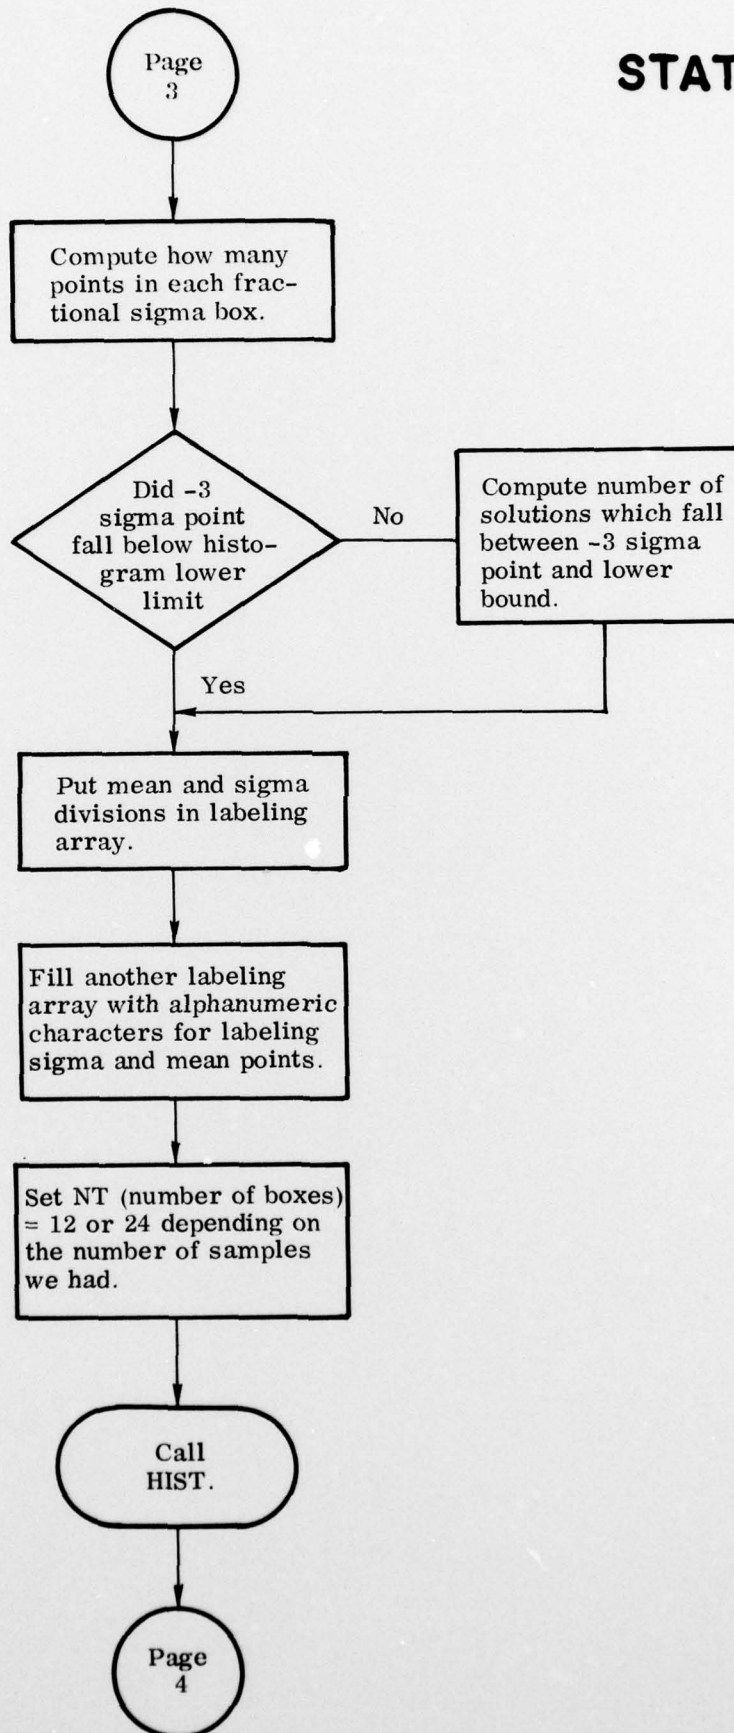 Page
3
STAT
Compute how many
points in each frac-
tional sigma box.
Did -3
sigma point
fall below histo-
gram lower
limit
No
Compute number of
solutions which fall
between -3 sigma
point and lower
bound.
Yes
Put mean and sigma
divisions in labeling
array.
Fill another labeling
array with alphanumeric
characters for labeling
sigma and mean points.
Set NT (number of boxes)
= 12 or 24 depending on
the number of samples
we had.
Call
HIST.
Page
4